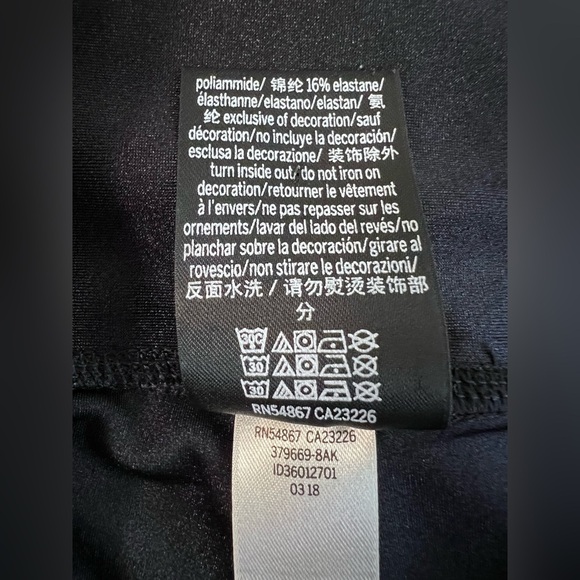 poliammide/ 锦纶 16% elastane/
élasthanne/elastano/elastan/ 氨
纶 exclusive of decoration/sauf
décoration/no incluye la decoración/
esclusa la decorazione/ 装饰除外
turn inside out/do not iron on
decoration/retourner le vêtement
à l'envers/ne pas repasser sur les
ornements/lavar del lado del revés/no
planchar sobre la decoración/girare al
rovescio/non stirare le decorazioni/
反面水洗 / 请勿熨烫装饰部
分
30C
30
30
RN54867 CA23226
RN54867 CA23226
379669-8AK
ID36012701
03 18